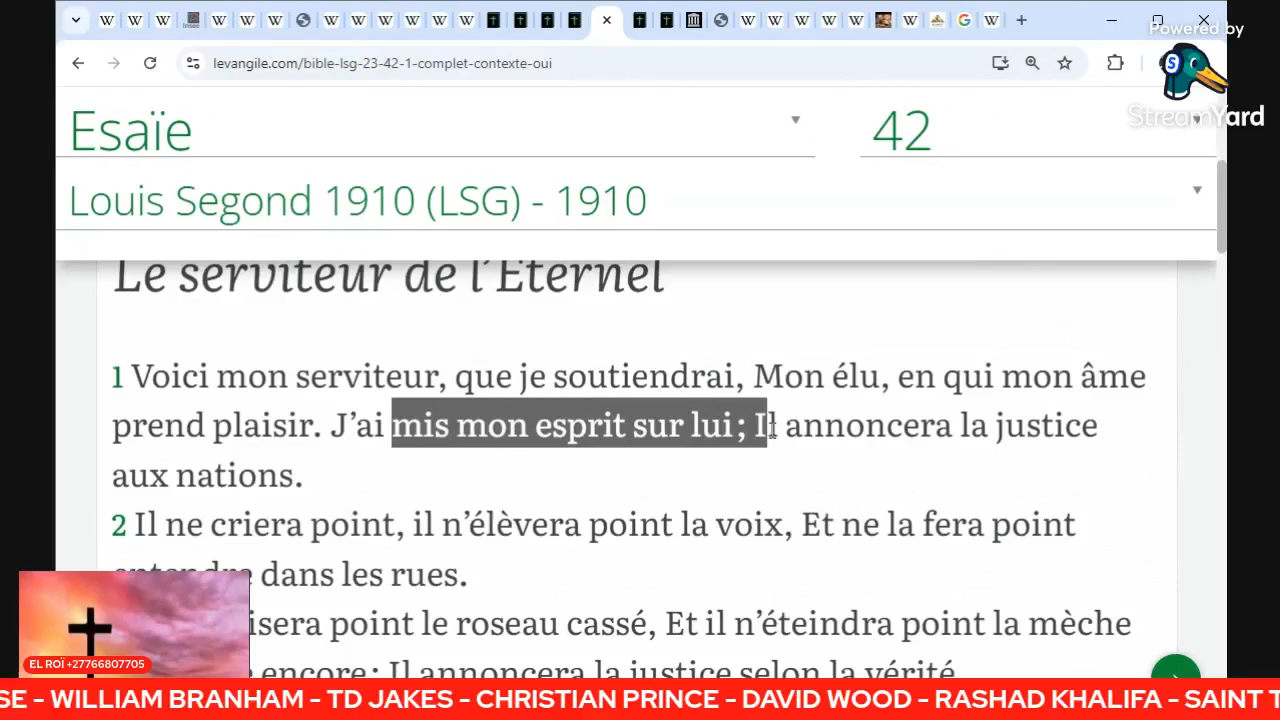 levangile.com/bible-lsg-23-42-1-complet-contexte-oui
Powered by
StreamYard
Esaïe
42
Louis Segond 1910 (LSG) - 1910
Le serviteur de l'Eternel
1 Voici mon serviteur, que je soutiendrai, Mon élu, en qui mon âme
prend plaisir. J'ai mis mon esprit sur lui ; Il annoncera la justice
aux nations.
2 Il ne criera point, il n'élèvera point la voix, Et ne la fera point
entendre dans les rues.
isera point le roseau cassé, Et il n'éteindra point la mèche
encore : Il annoncera la justice selon la vérité.
EL ROÏ +27766807705
SE - WILLIAM BRANHAM - TD JAKES - CHRISTIAN PRINCE - DAVID WOOD - RASHAD KHALIFA - SAINT T